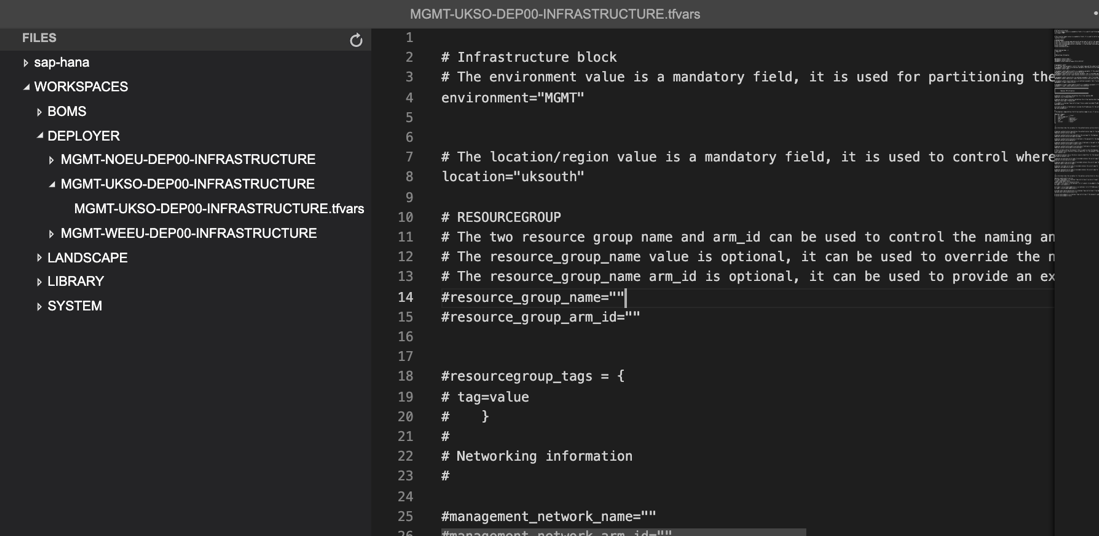 MGMT-UKSO-DEP00-INFRASTRUCTURE.tfvars
FILES
sap-hana
WORKSPACES
BOMS
DEPLOYER
MGMT-NOEU-DEP00-INFRASTRUCTURE
MGMT-UKSO-DEP00-INFRASTRUCTURE
MGMT-UKSO-DEP00-INFRASTRUCTURE.tfvars
MGMT-WEEU-DEP00-INFRASTRUCTURE
LANDSCAPE
LIBRARY
SYSTEM
1
2 # Infrastructure block
3 # The environment value is a mandatory field, it is used for partitioning the
4 environment="MGMT"
5
6
7 # The location/region value is a mandatory field, it is used to control where
8 location="uksouth"
9
10 # RESOURCEGROUP
11 # The two resource group name and arm_id can be used to control the naming an
12 # The resource_group_name value is optional, it can be used to override the n
13 # The resource_group_name arm_id is optional, it can be used to provide an ex
14 #resource_group_name=""
15 #resource_group_arm_id=""
16
17
18 #resourcegroup_tags = {
19 # tag=value
20 #    }
21 #
22 # Networking information
23 #
24
25 #management_network_name=""
26 #management_network_arm_id=""